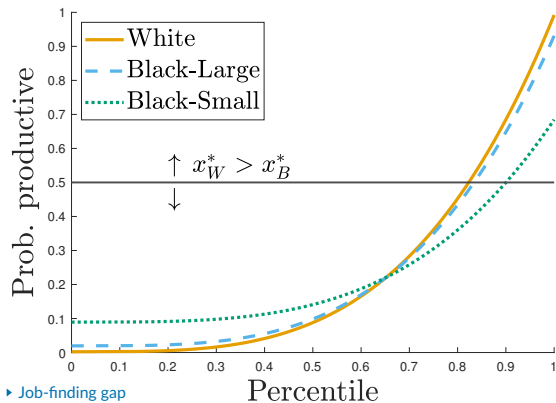 White
Black-Large
Black-Small
↑ x*_W > x*_B
↓
Prob. productive
1
0.9
0.8
0.7
0.6
0.5
0.4
0.3
0.2
0.1
0
0 0.1 0.2 0.3 0.4 0.5 0.6 0.7 0.8 0.9 1
Percentile
▸ Job-finding gap